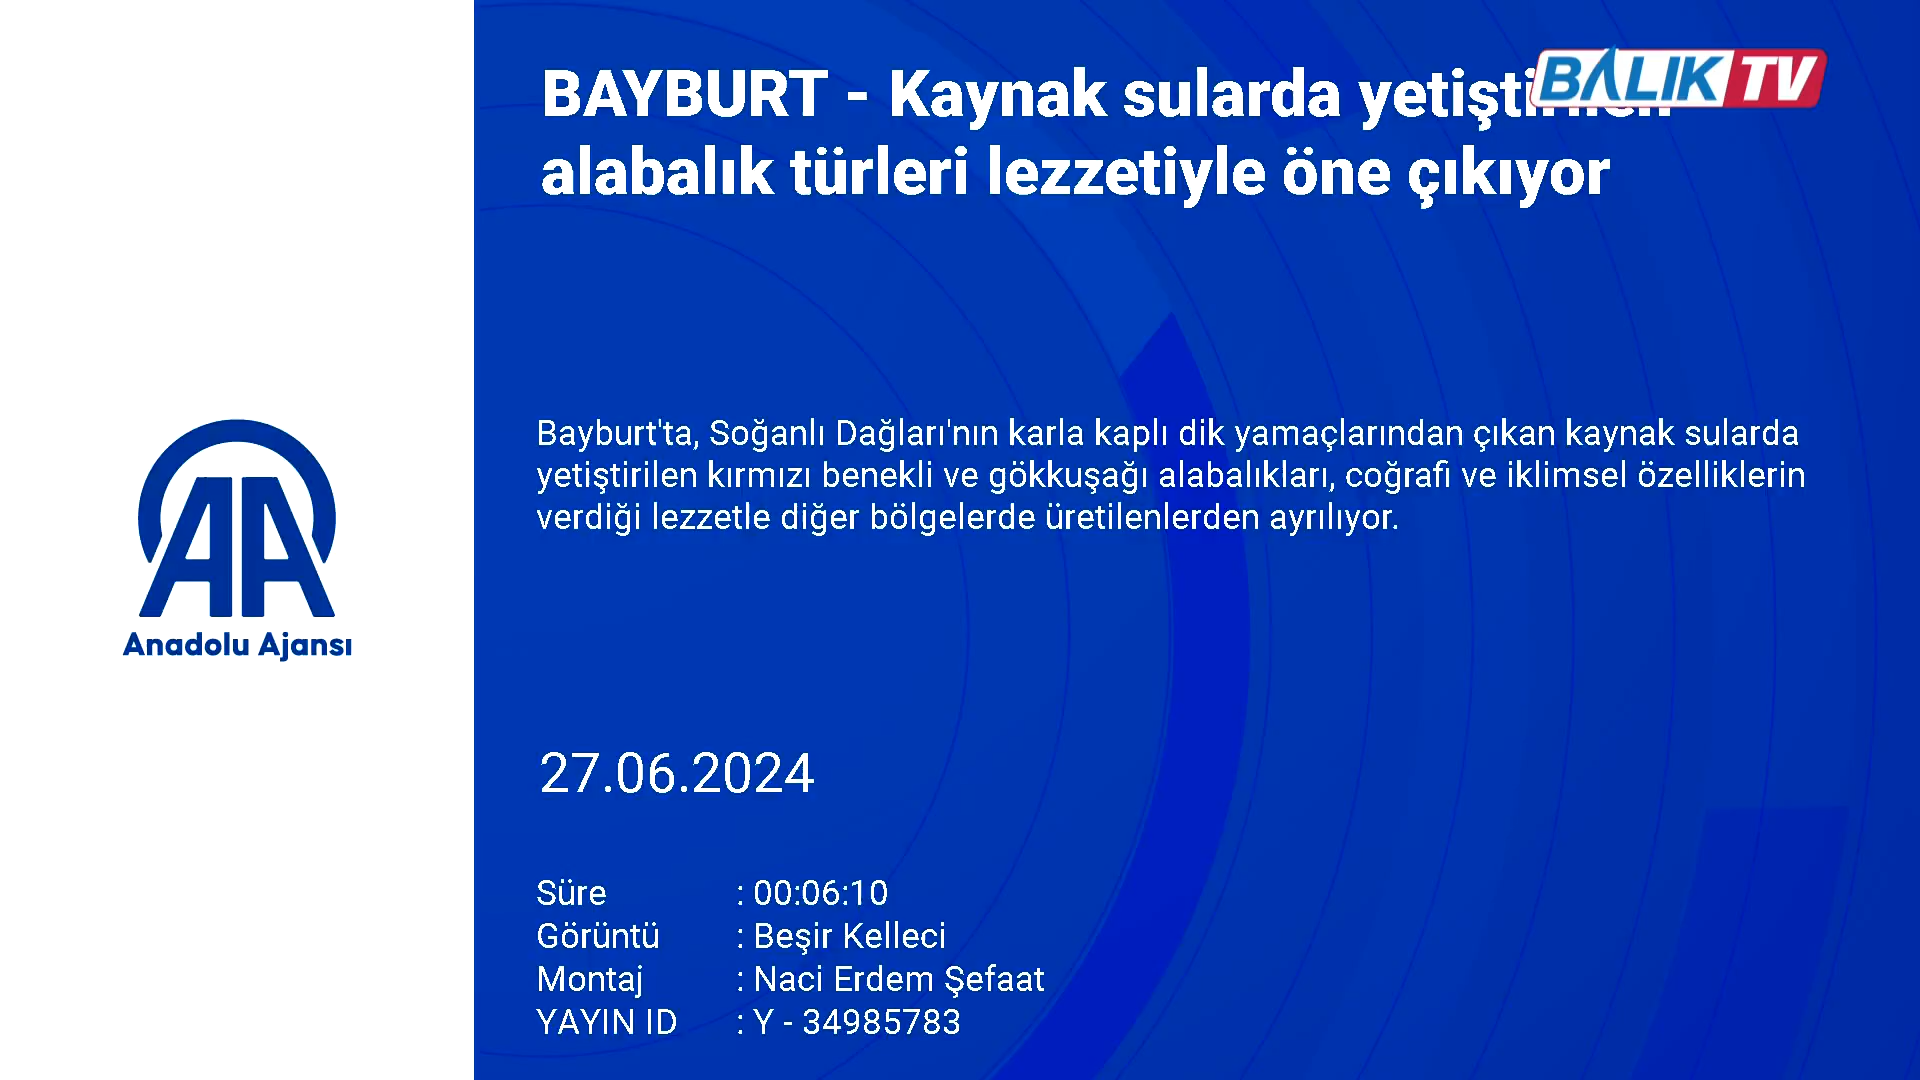 BAYBURT - Kaynak sularda
alabalık türleri lezzetiyle öne çıkıyor
BALIK TV
Bayburt'ta, Soğanlı Dağları'nın karla kaplı dik yamaçlarından çıkan kaynak sularda
yetiştirilen kırmızı benekli ve gökkuşağı alabalıkları, coğrafi ve iklimsel özelliklerin
verdiği lezzetle diğer bölgelerde üretilenlerden ayrılıyor.
AA
Anadolu Ajansı
27.06.2024
Süre : 00:06:10
Görüntü : Beşir Kelleci
Montaj : Naci Erdem Şefaat
YAYIN ID : Y - 34985783